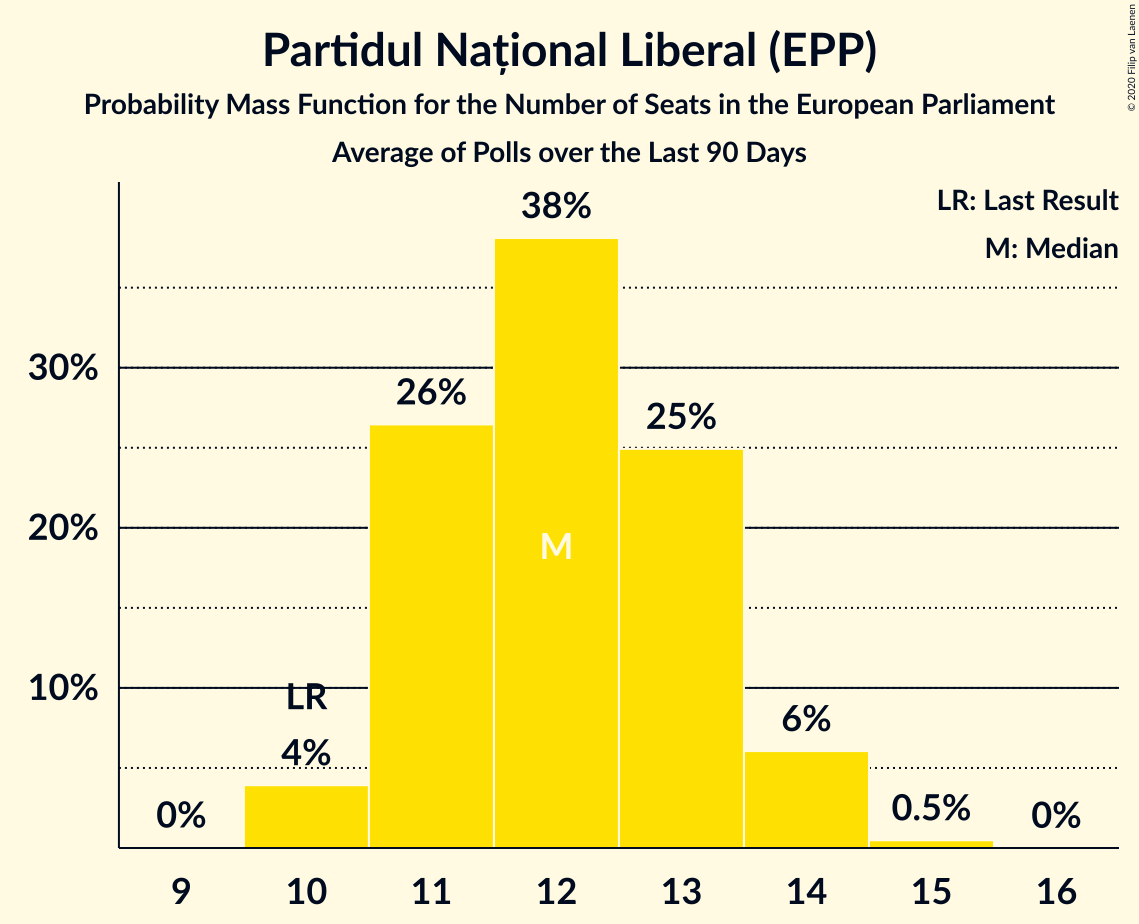 Partidul Național Liberal (EPP)
Probability Mass Function for the Number of Seats in the European Parliament
Average of Polls over the Last 90 Days
© 2020 Filip van Laenen
LR: Last Result
M: Median
38%
30%
26%
25%
20%
M
10%
LR
6%
4%
0%
0.5%
0%
9 10 11 12 13 14 15 16